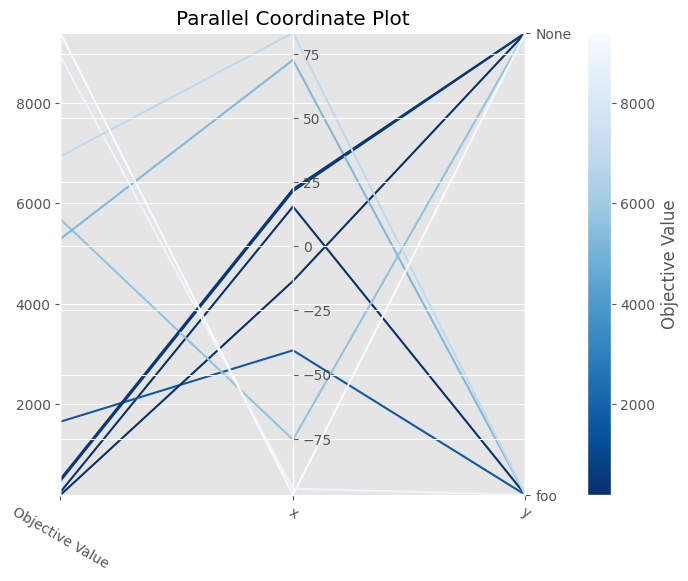 Parallel Coordinate Plot
8000
6000
4000
2000
75
50
25
0
−25
−50
−75
None
foo
8000
6000
4000
2000
Objective Value
Objective Value
x
y